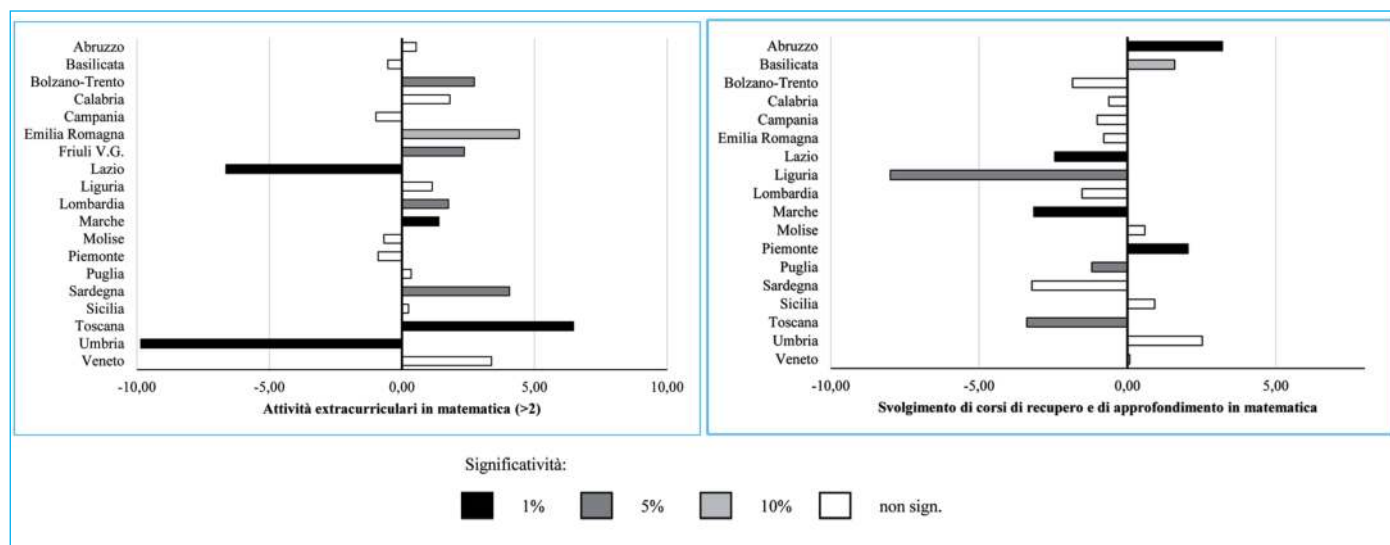 Abruzzo
Basilicata
Bolzano-Trento
Calabria
Campania
Emilia Romagna
Friuli V.G.
Lazio
Liguria
Lombardia
Marche
Molise
Piemonte
Puglia
Sardegna
Sicilia
Toscana
Umbria
Veneto
-10,00 -5,00 0,00 5,00 10,00
Attività extracurriculari in matematica (>2)
Abruzzo
Basilicata
Bolzano-Trento
Calabria
Campania
Emilia Romagna
Lazio
Liguria
Lombardia
Marche
Molise
Piemonte
Puglia
Sardegna
Sicilia
Toscana
Umbria
Veneto
-10,00 -5,00 0,00 5,00
Svolgimento di corsi di recupero e di approfondimento in matematica
Significatività:
1% 5% 10% non sign.